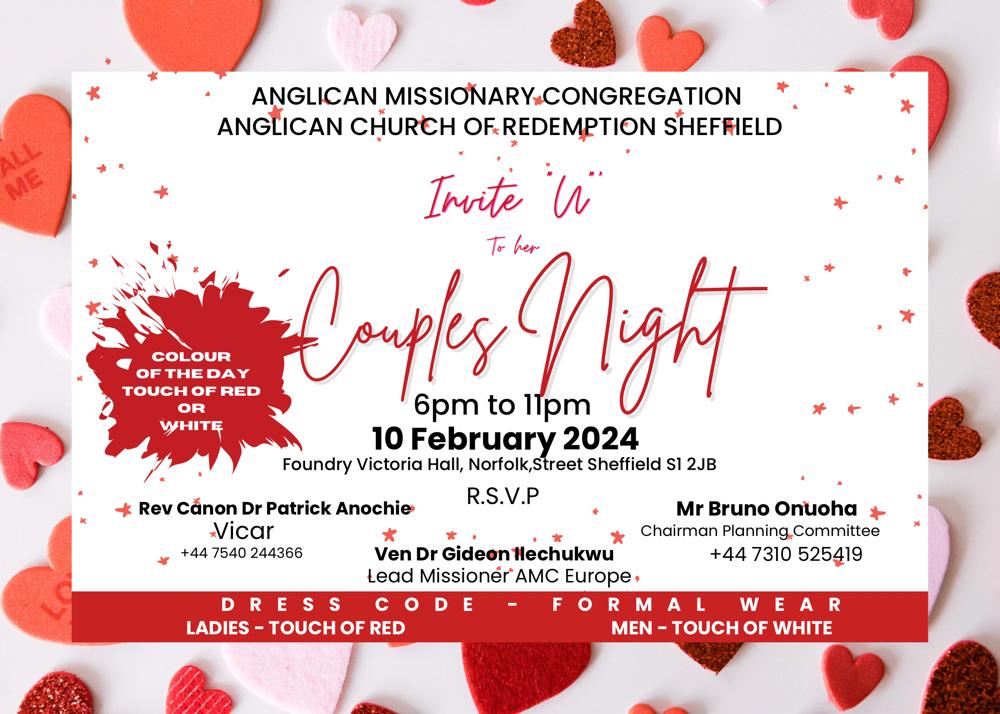 ANGLICAN MISSIONARY CONGREGATION
ANGLICAN CHURCH OF REDEMPTION SHEFFIELD
Invite "U"
To her
'Couples Night
COLOUR
OF THE DAY
TOUCH OF RED
OR
WHITE
6pm to 11pm
10 February 2024
Foundry Victoria Hall, Norfolk,Street Sheffield S1 2JB
R.S.V.P
Rev Canon Dr Patrick Anochie
Vicar
+44 7540 244366
Ven Dr Gideon Ilechukwu
Lead Missioner AMC Europe
Mr Bruno Onuoha
Chairman Planning Committee
+44 7310 525419
DRESS CODE - FORMAL WEAR
LADIES - TOUCH OF RED
MEN - TOUCH OF WHITE
ALL
ME